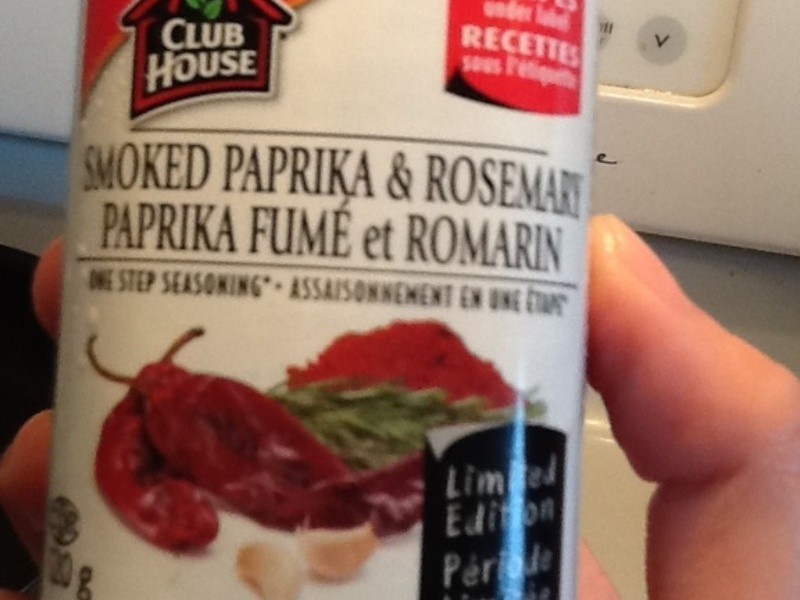 CLUB
HOUSE
under label
RECETTES
sous l'étiquette
SMOKED PAPRIKA & ROSEMARY
PAPRIKA FUMÉ et ROMARIN
ONE STEP SEASONING* - ASSAISONNEMENT EN UNE ÉTAPE*
Limited
Edition
Période